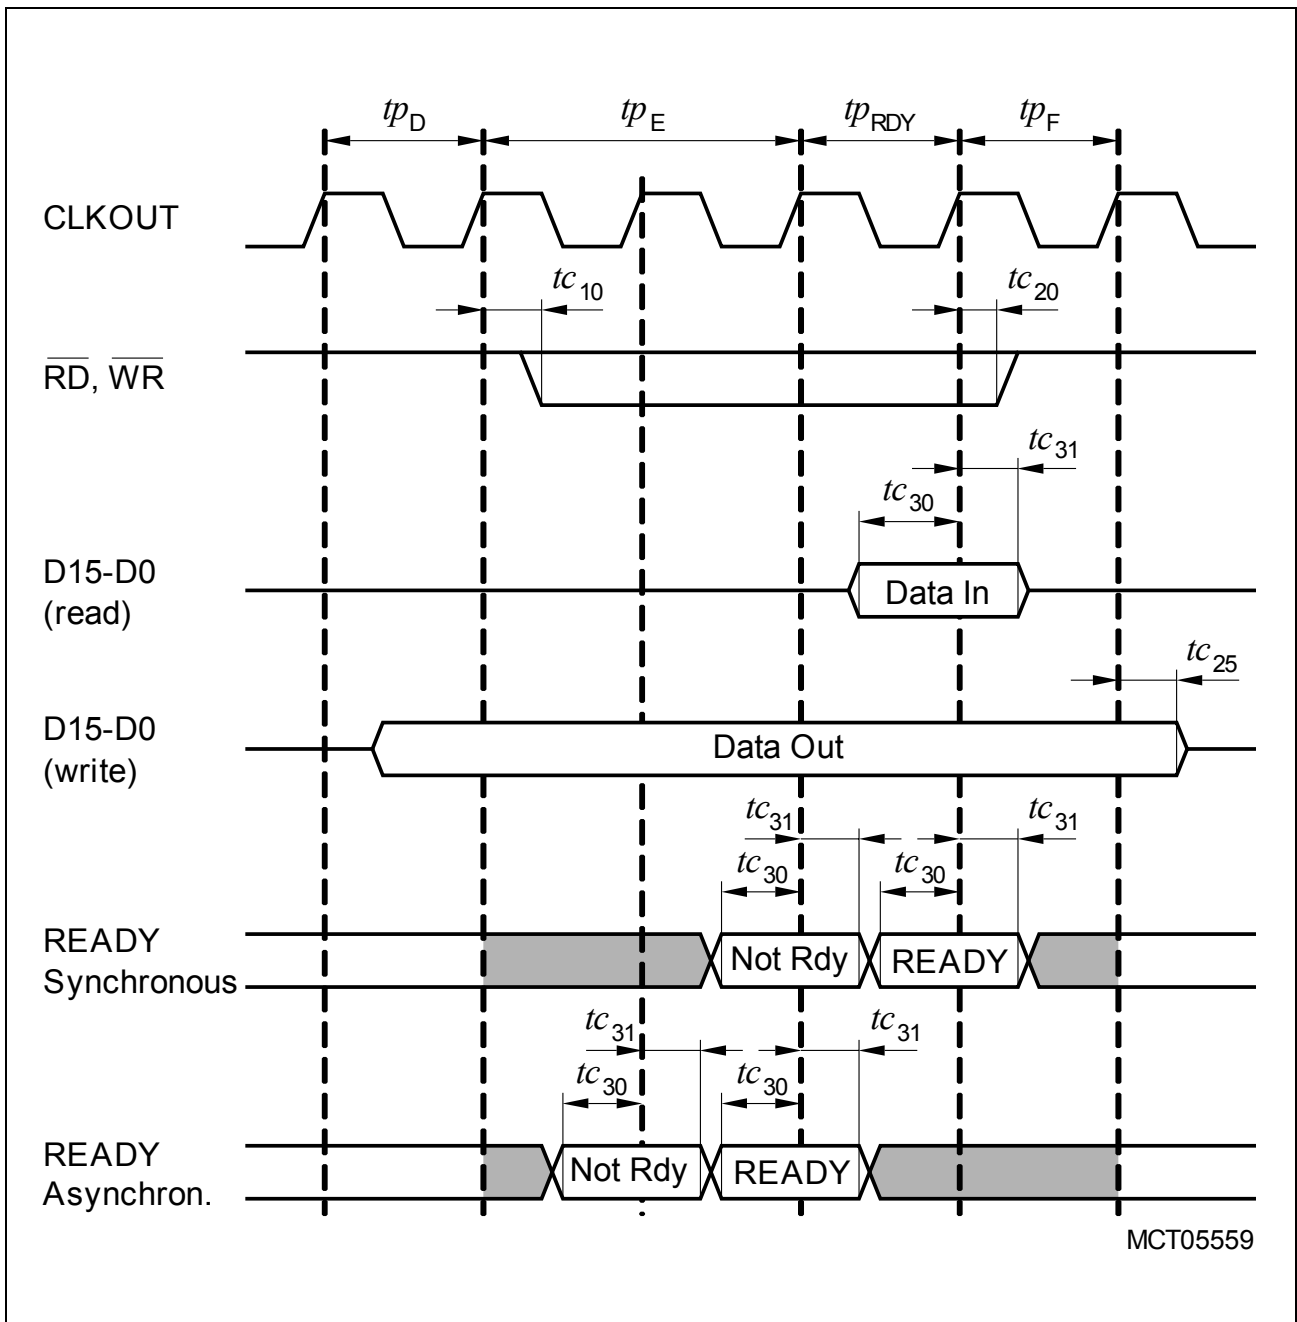 tpD tpE tpRDY tpF
CLKOUT
tc10 tc20
RD, WR
tc31
tc30
D15-D0
(read)
Data In
tc25
D15-D0
(write)
Data Out
tc31 tc31
tc30 tc30
READY
Synchronous
Not Rdy READY
tc31 tc31
tc30 tc30
READY
Asynchron.
Not Rdy READY
MCT05559